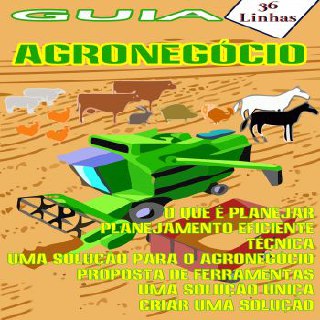 GUIA
36
Linhas
AGRONEGÓCIO
O QUE É PLANEJAR
PLANEJAMENTO EFICIENTE
TÉCNICA
UMA SOLUÇÃO PARA O AGRONEGÓCIO
PROPOSTA DE FERRAMENTAS
UMA SOLUÇÃO ÚNICA
CRIAR UMA SOLUÇÃO